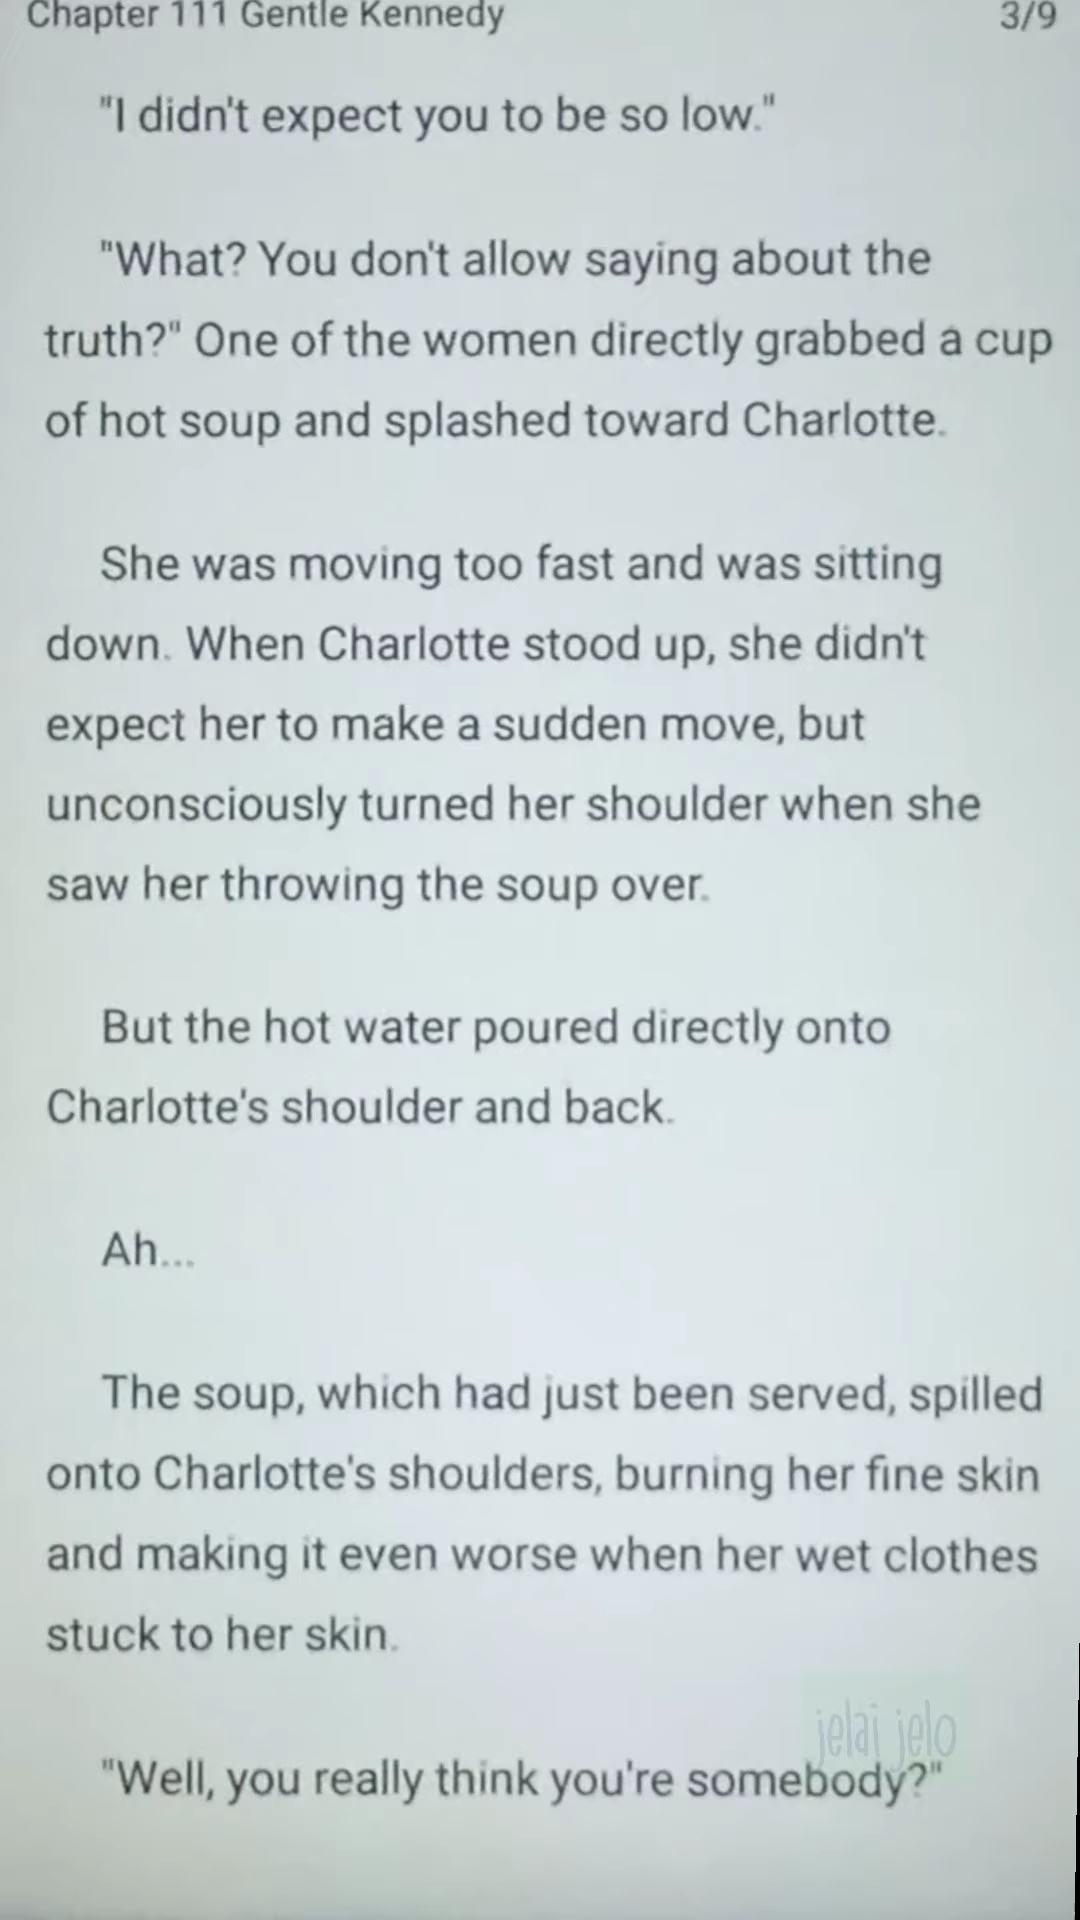 Chapter 111 Gentle Kennedy 3/9
"I didn't expect you to be so low."
"What? You don't allow saying about the
truth?" One of the women directly grabbed a cup
of hot soup and splashed toward Charlotte.
She was moving too fast and was sitting
down. When Charlotte stood up, she didn't
expect her to make a sudden move, but
unconsciously turned her shoulder when she
saw her throwing the soup over.
But the hot water poured directly onto
Charlotte's shoulder and back.
Ah...
The soup, which had just been served, spilled
onto Charlotte's shoulders, burning her fine skin
and making it even worse when her wet clothes
stuck to her skin.
jelai jelo
"Well, you really think you're somebody?"